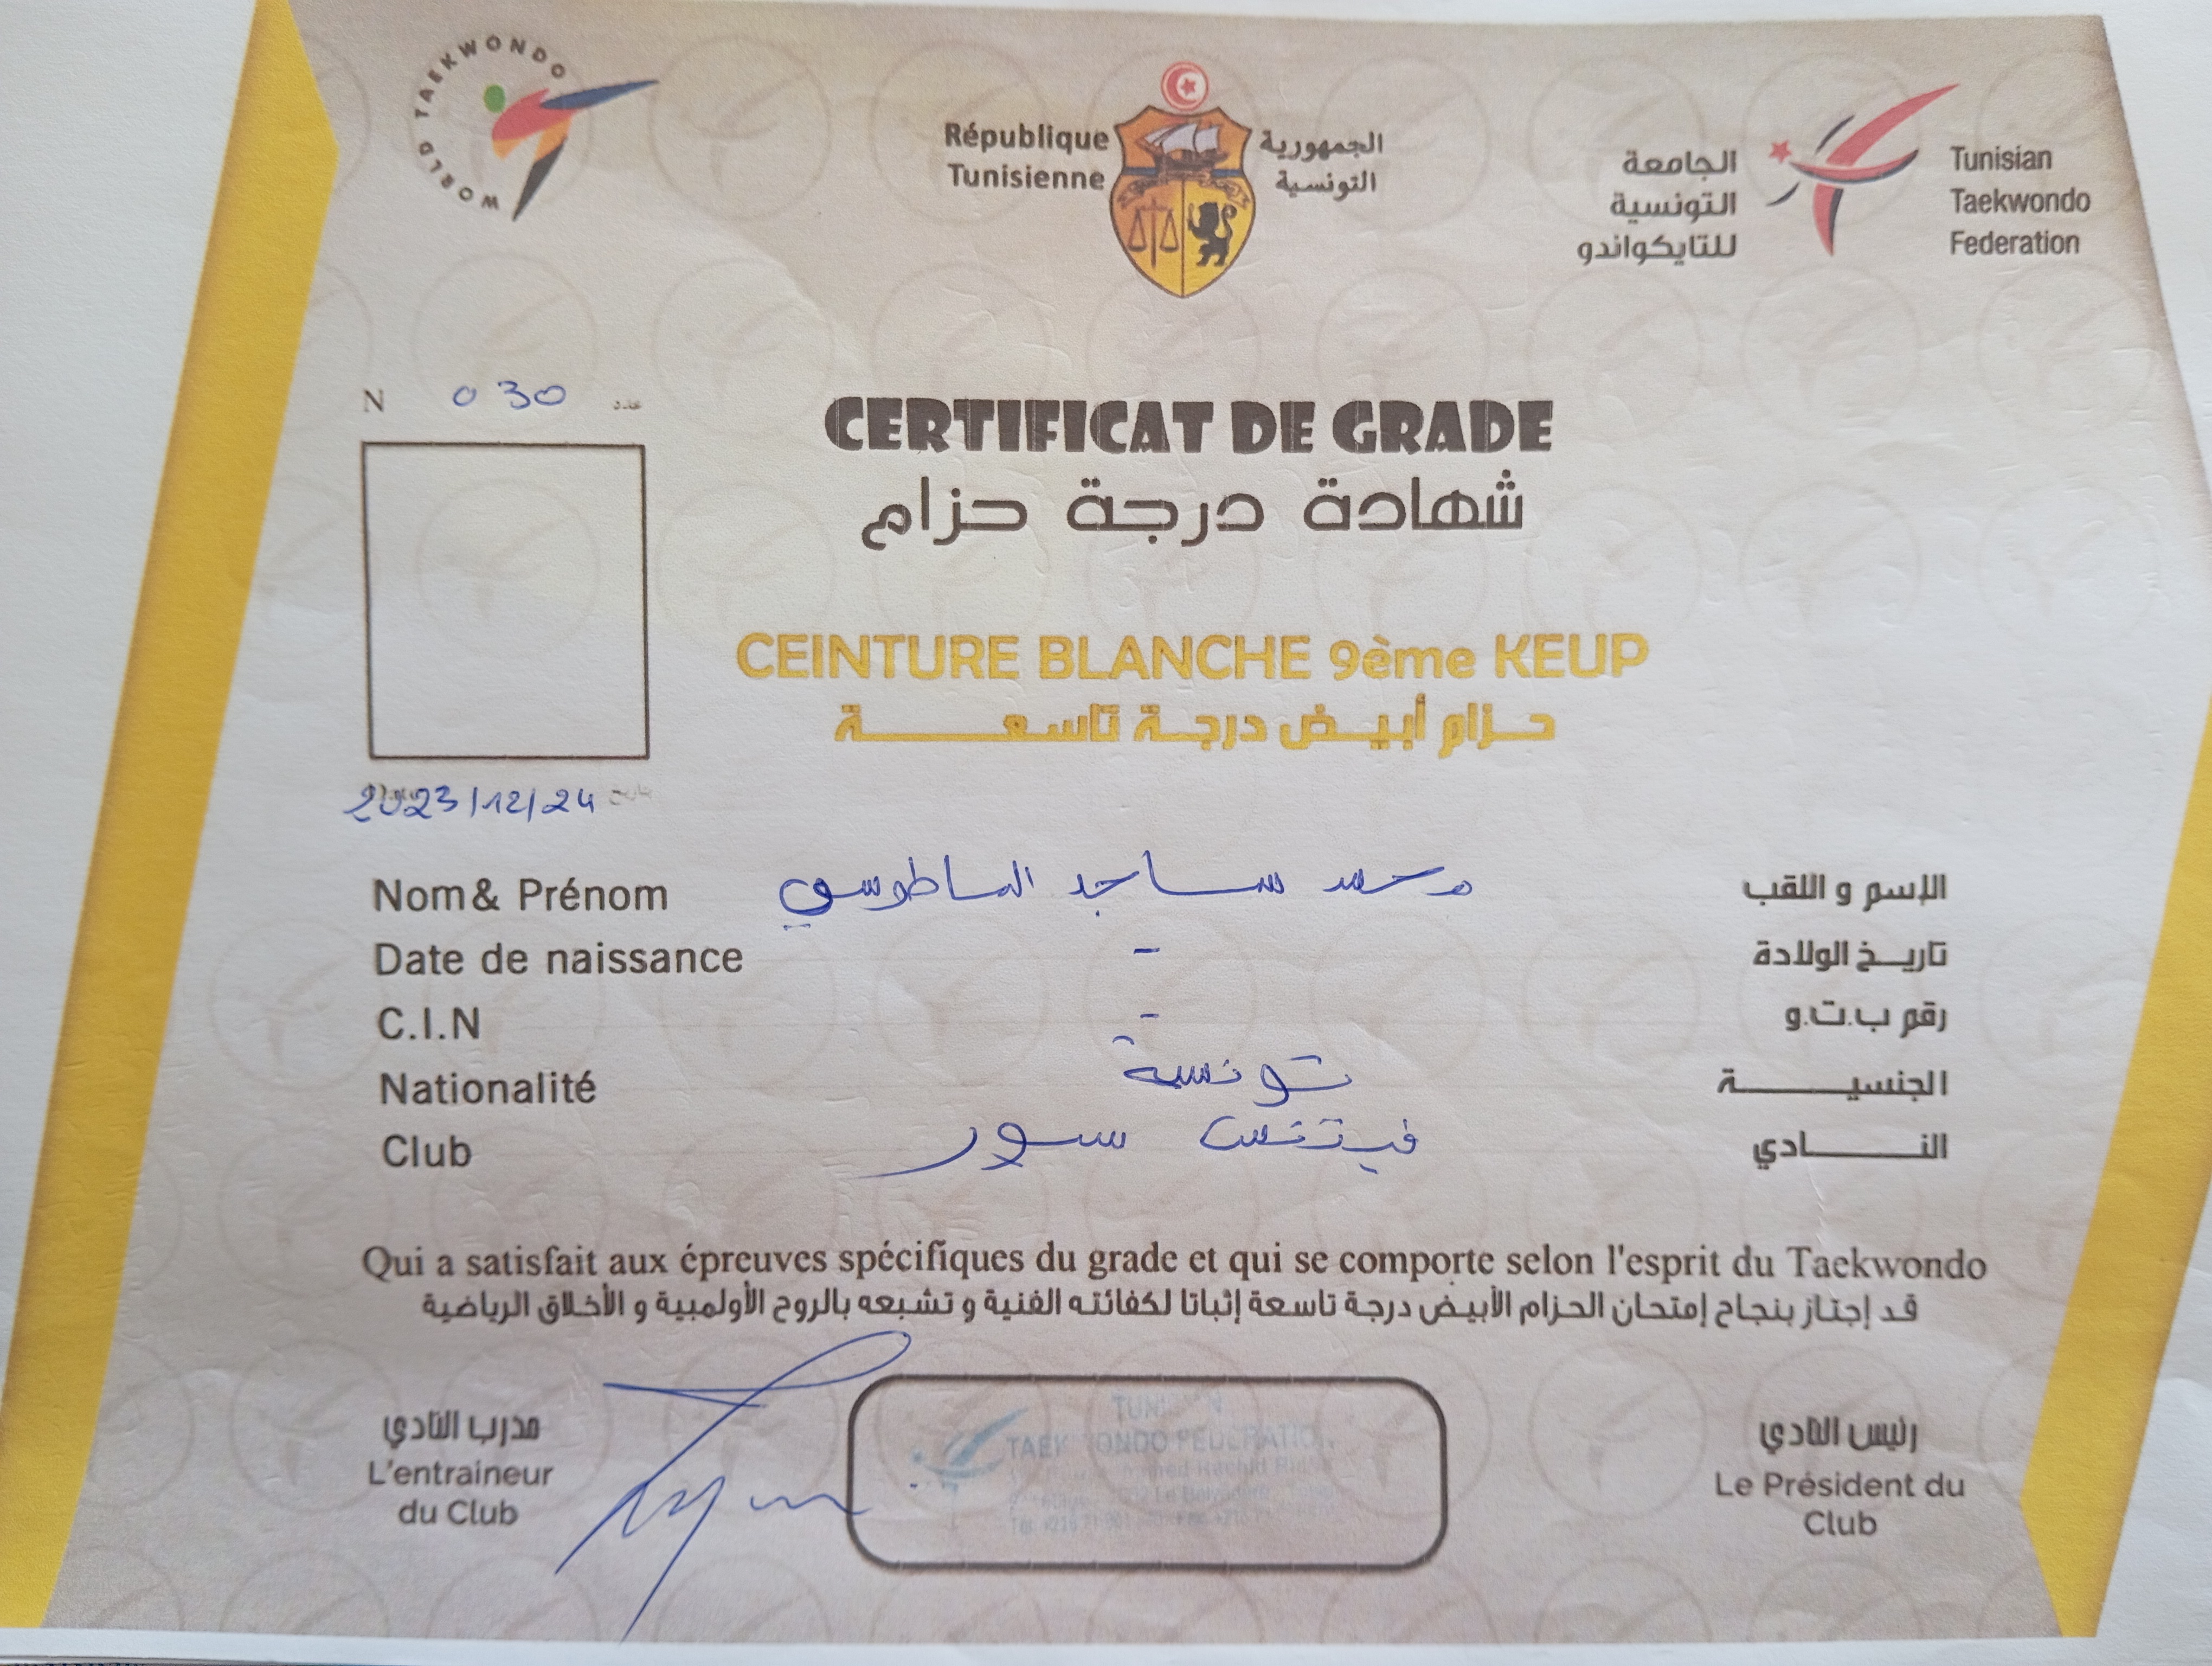 WORLD TAEKWONDO
République
Tunisienne
الجمهورية
التونسية
الجامعة
التونسية
للتايكواندو
Tunisian
Taekwondo
Federation
N 030 عدد
CERTIFICAT DE GRADE
شهادة درجة حزام
CEINTURE BLANCHE 9ème KEUP
حزام أبيض درجة تاسعة
2023/12/24 تاريخ
Nom& Prénom محمد ساجد الإسم و اللقب
Date de naissance - تاريخ الولادة
C.I.N - رقم ب.ت.و
Nationalité تونسية الجنسية
Club فيتنس سور النادي
Qui a satisfait aux épreuves spécifiques du grade et qui se comporte selon l'esprit du Taekwondo
قد إجتاز بنجاح إمتحان الحزام الأبيض درجة تاسعة إثباتا لكفائته الفنية و تشبعه بالروح الأولمبية و الأخلاق الرياضية
مدرب النادي
L'entraineur
du Club
TAEKWONDO FEDERATION
رئيس النادي
Le Président du
Club